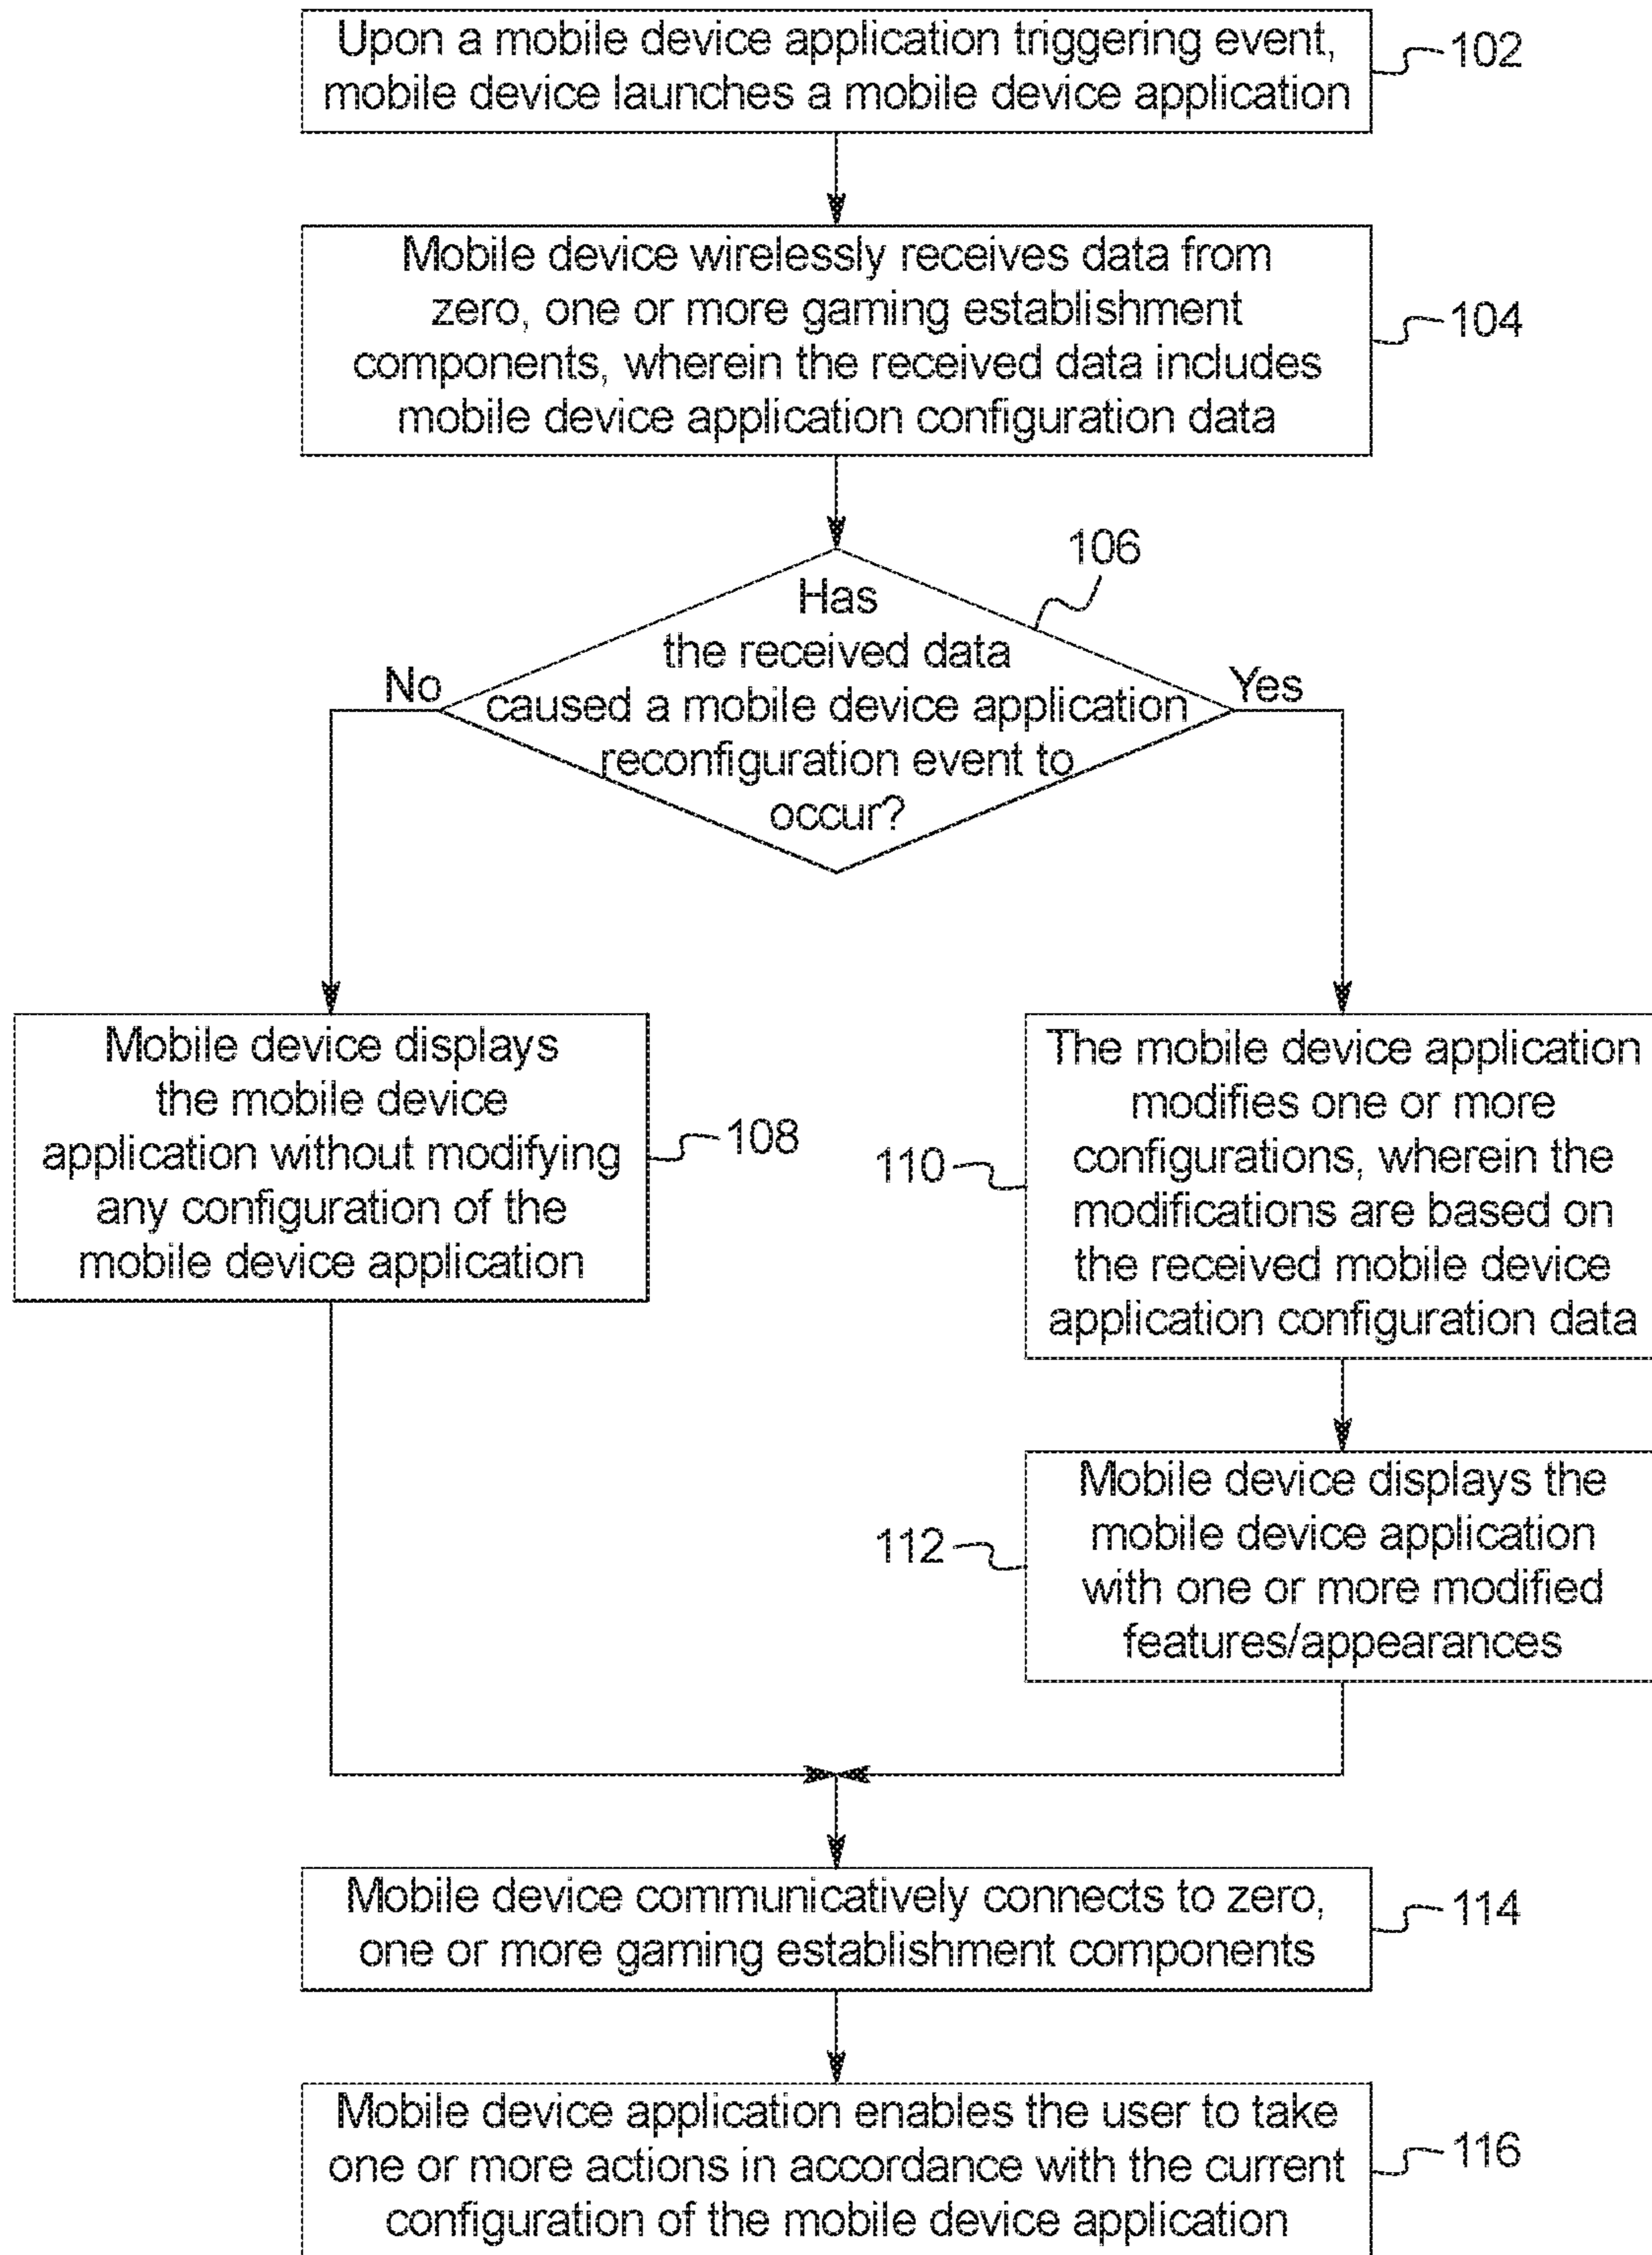 Upon a mobile device application triggering event,
mobile device launches a mobile device application
102
Mobile device wirelessly receives data from
zero, one or more gaming establishment
components, wherein the received data includes
mobile device application configuration data
104
106
Has
the received data
caused a mobile device application
reconfiguration event to
occur?
No
Yes
Mobile device displays
the mobile device
application without modifying
any configuration of the
mobile device application
108
The mobile device application
modifies one or more
configurations, wherein the
modifications are based on
the received mobile device
application configuration data
110
Mobile device displays the
mobile device application
with one or more modified
features/appearances
112
Mobile device communicatively connects to zero,
one or more gaming establishment components
114
Mobile device application enables the user to take
one or more actions in accordance with the current
configuration of the mobile device application
116